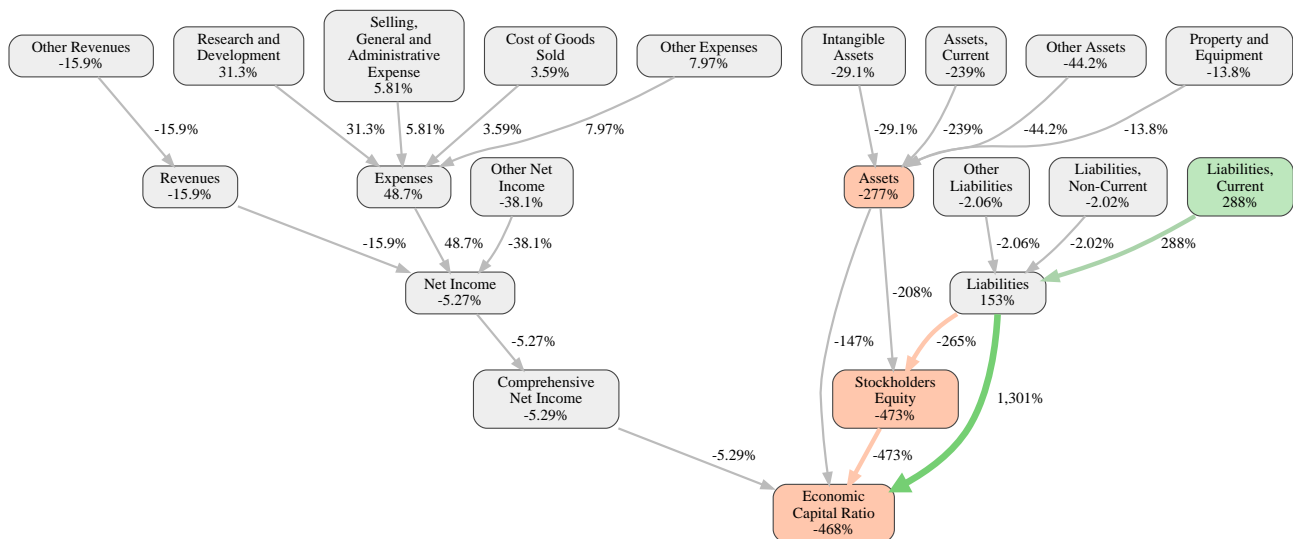 Other Revenues
-15.9%
Research and
Development
31.3%
Selling,
General and
Administrative
Expense
5.81%
Cost of Goods
Sold
3.59%
Other Expenses
7.97%
Intangible
Assets
-29.1%
Assets,
Current
-239%
Other Assets
-44.2%
Property and
Equipment
-13.8%
-15.9%
31.3%
5.81%
3.59%
7.97%
-29.1%
-239%
-44.2%
-13.8%
Revenues
-15.9%
Expenses
48.7%
Other Net
Income
-38.1%
Assets
-277%
Other
Liabilities
-2.06%
Liabilities,
Non-Current
-2.02%
Liabilities,
Current
288%
-15.9%
48.7%
-38.1%
-2.06%
-2.02%
288%
Net Income
-5.27%
Liabilities
153%
-208%
-5.27%
-147%
-265%
Comprehensive
Net Income
-5.29%
Stockholders
Equity
-473%
1,301%
-5.29%
-473%
Economic
Capital Ratio
-468%